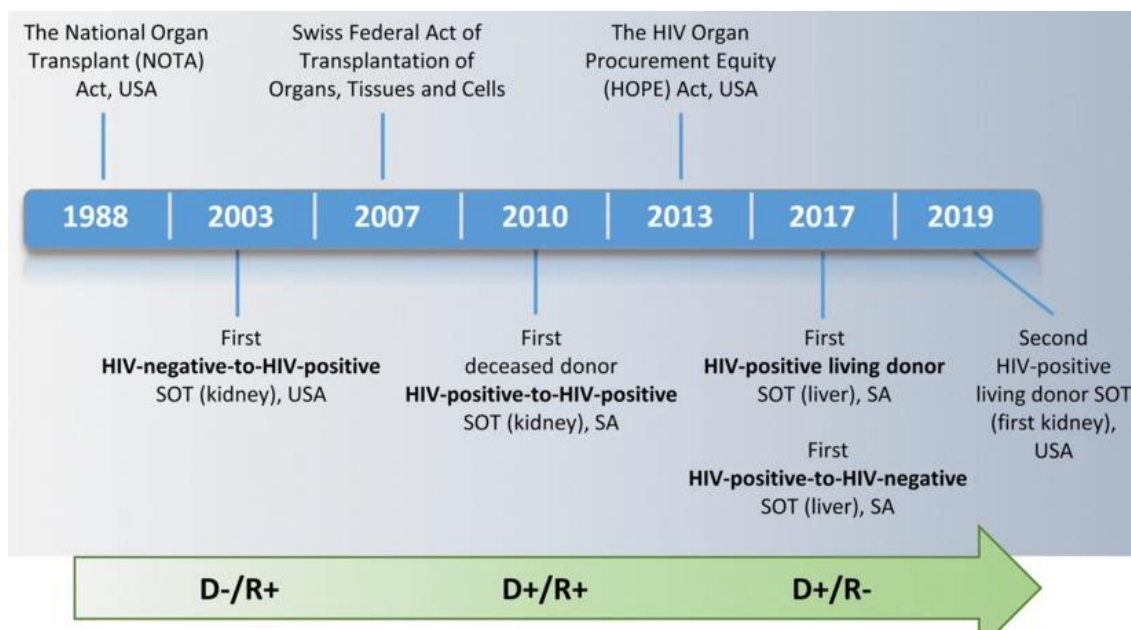 The National Organ
Transplant (NOTA)
Act, USA
Swiss Federal Act of
Transplantation of
Organs, Tissues and Cells
The HIV Organ
Procurement Equity
(HOPE) Act, USA
1988
2003
2007
2010
2013
2017
2019
First
HIV-negative-to-HIV-positive
SOT (kidney), USA
First
deceased donor
HIV-positive-to-HIV-positive
SOT (kidney), SA
First
HIV-positive living donor
SOT (liver), SA
First
HIV-positive-to-HIV-negative
SOT (liver), SA
Second
HIV-positive
living donor SOT
(first kidney),
USA
D-/R+
D+/R+
D+/R-